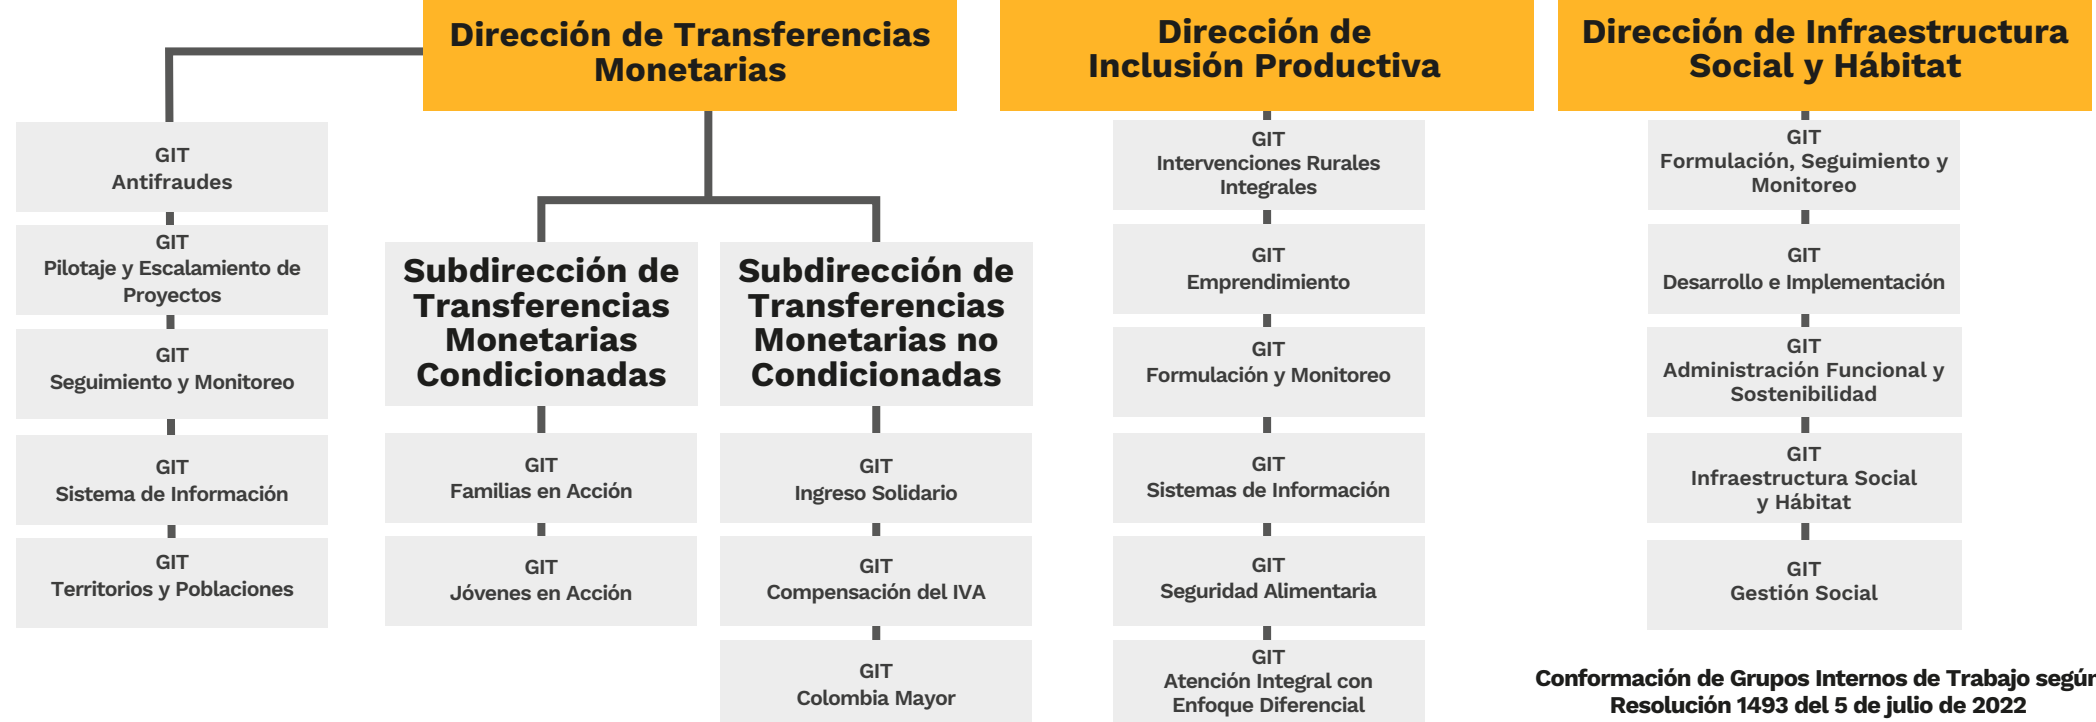 Dirección de Transferencias
Monetarias
GIT
Antifraudes
GIT
Pilotaje y Escalamiento de
Proyectos
GIT
Seguimiento y Monitoreo
GIT
Sistema de Información
GIT
Territorios y Poblaciones
Subdirección de
Transferencias
Monetarias
Condicionadas
GIT
Familias en Acción
GIT
Jóvenes en Acción
Subdirección de
Transferencias
Monetarias no
Condicionadas
GIT
Ingreso Solidario
GIT
Compensación del IVA
GIT
Colombia Mayor
Dirección de
Inclusión Productiva
GIT
Intervenciones Rurales
Integrales
GIT
Emprendimiento
GIT
Formulación y Monitoreo
GIT
Sistemas de Información
GIT
Seguridad Alimentaria
GIT
Atención Integral con
Enfoque Diferencial
Dirección de Infraestructura
Social y Hábitat
GIT
Formulación, Seguimiento y
Monitoreo
GIT
Desarrollo e Implementación
GIT
Administración Funcional y
Sostenibilidad
GIT
Infraestructura Social
y Hábitat
GIT
Gestión Social
Conformación de Grupos Internos de Trabajo según
Resolución 1493 del 5 de julio de 2022